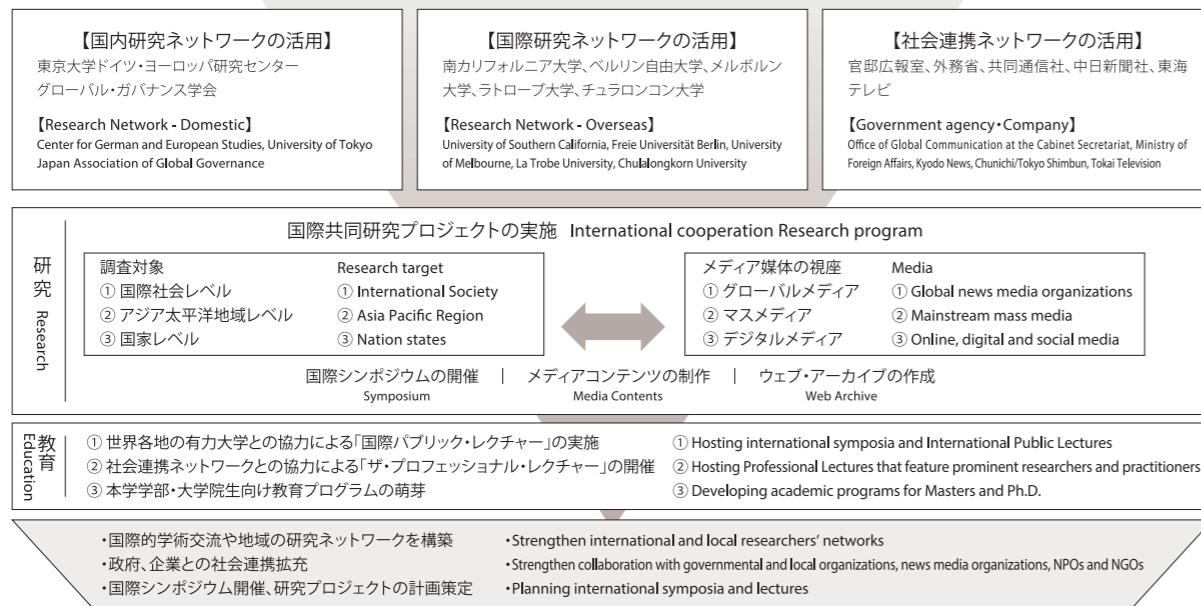 【国内研究ネットワークの活用】
東京大学ドイツ・ヨーロッパ研究センター
グローバル・ガバナンス学会
【Research Network - Domestic】
Center for German and European Studies, University of Tokyo
Japan Association of Global Governance
【国際研究ネットワークの活用】
南カリフォルニア大学、ベルリン自由大学、メルボルン
大学、ラトローブ大学、チュラロンコン大学
【Research Network - Overseas】
University of Southern California, Freie Universität Berlin, University
of Melbourne, La Trobe University, Chulalongkorn University
【社会連携ネットワークの活用】
官邸広報室、外務省、共同通信社、中日新聞社、東海
テレビ
【Government agency・Company】
Office of Global Communication at the Cabinet Secretariat, Ministry of
Foreign Affairs, Kyodo News, Chunichi/Tokyo Shimbun, Tokai Television
研究 Research
国際共同研究プロジェクトの実施 International cooperation Research program
調査対象 Research target
① 国際社会レベル ① International Society
② アジア太平洋地域レベル ② Asia Pacific Region
③ 国家レベル ③ Nation states
メディア媒体の視座 Media
① グローバルメディア ① Global news media organizations
② マスメディア ② Mainstream mass media
③ デジタルメディア ③ Online, digital and social media
国際シンポジウムの開催 | メディアコンテンツの制作 | ウェブ・アーカイブの作成
Symposium Media Contents Web Archive
教育 Education
① 世界各地の有力大学との協力による「国際パブリック・レクチャー」の実施
② 社会連携ネットワークとの協力による「ザ・プロフェッショナル・レクチャー」の開催
③ 本学学部・大学院生向け教育プログラムの萌芽
① Hosting international symposia and International Public Lectures
② Hosting Professional Lectures that feature prominent researchers and practitioners
③ Developing academic programs for Masters and Ph.D.
・国際的学術交流や地域の研究ネットワークを構築
・政府、企業との社会連携拡充
・国際シンポジウム開催、研究プロジェクトの計画策定
・Strengthen international and local researchers' networks
・Strengthen collaboration with governmental and local organizations, news media organizations, NPOs and NGOs
・Planning international symposia and lectures